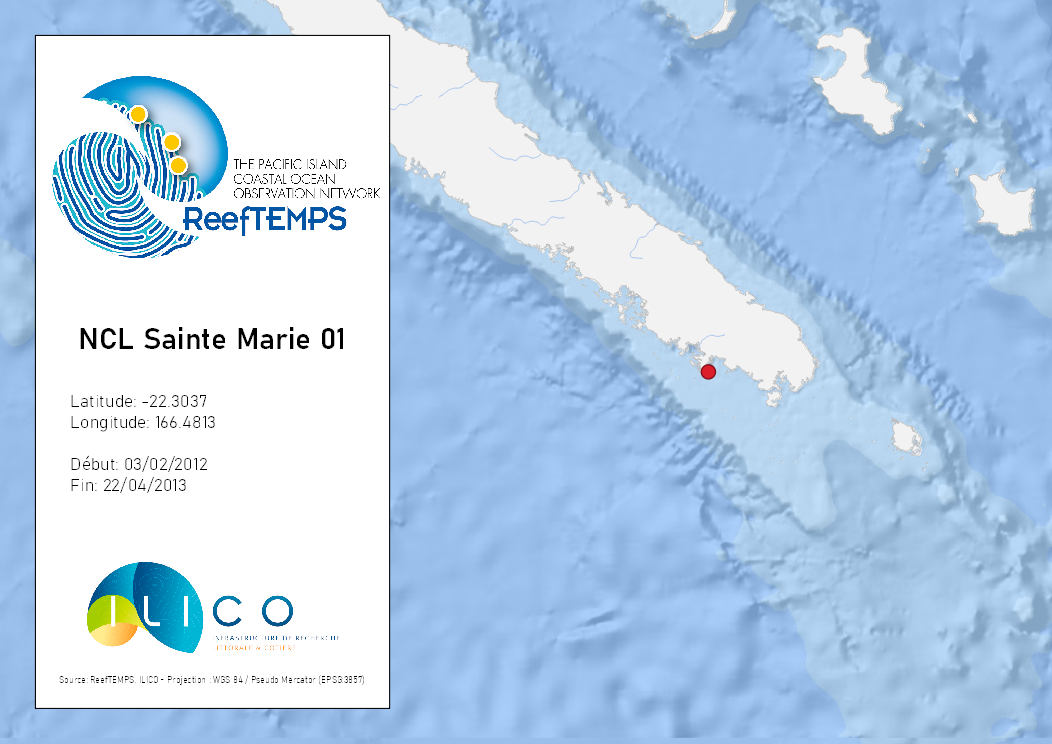 THE PACIFIC ISLAND
COASTAL OCEAN
OBSERVATION NETWORK
ReefTEMPS
NCL Sainte Marie 01
Latitude: -22.3037
Longitude: 166.4813
Début: 03/02/2012
Fin: 22/04/2013
ILICO
INFRASTRUCTURE DE RECHERCHE
LITTORALE & COTIERE
Source: ReefTEMPS, ILICO - Projection : WGS 84 / Pseudo Mercator (EPSG:3857)